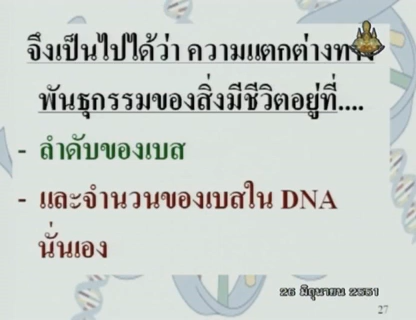 จึงเป็นไปได้ว่า ความแตกต่างทาง
พันธุกรรมของสิ่งมีชีวิตอยู่ที่....
- ลำดับของเบส
- และจำนวนของเบสใน DNA
นั่นเอง
26 มิถุนายน 2551
27